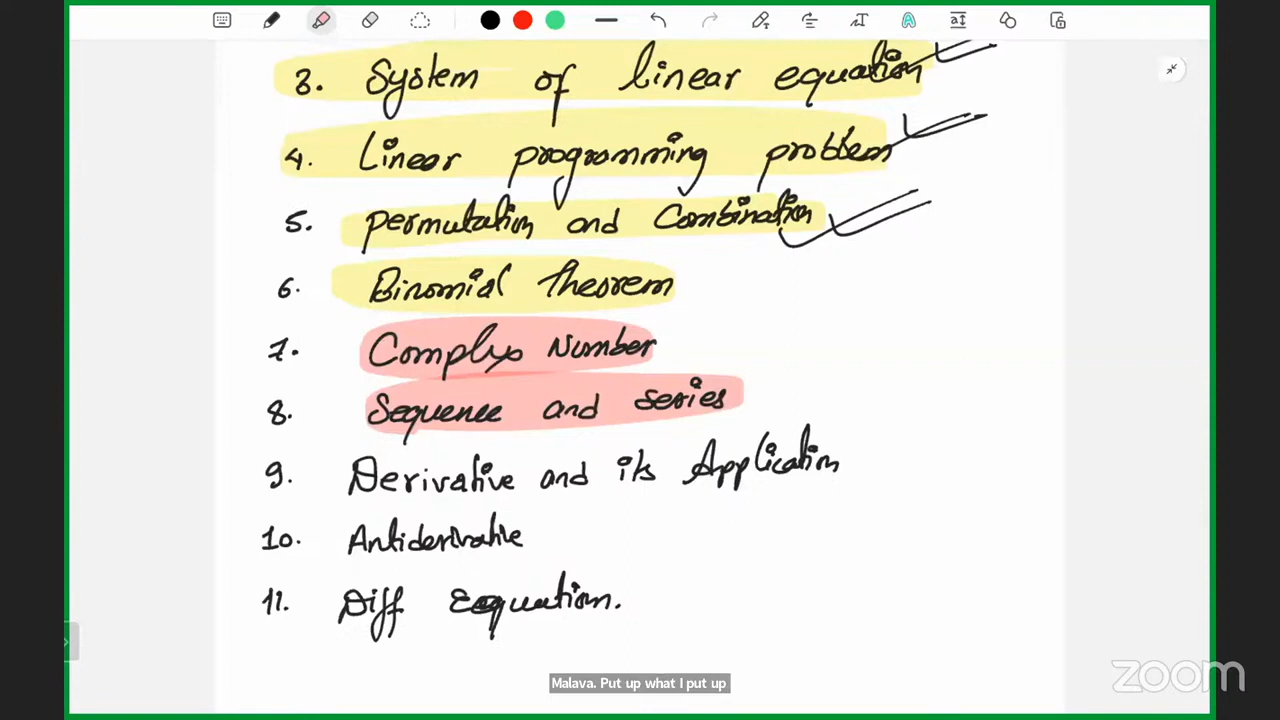 3. System of linear equation
4. Linear programming problem
5. Permutation and Combination
6. Binomial Theorem
7. Complex Number
8. Sequence and series
9. Derivative and its Application
10. Antiderivative
11. Diff Equation.
Malava. Put up what I put up
zoom